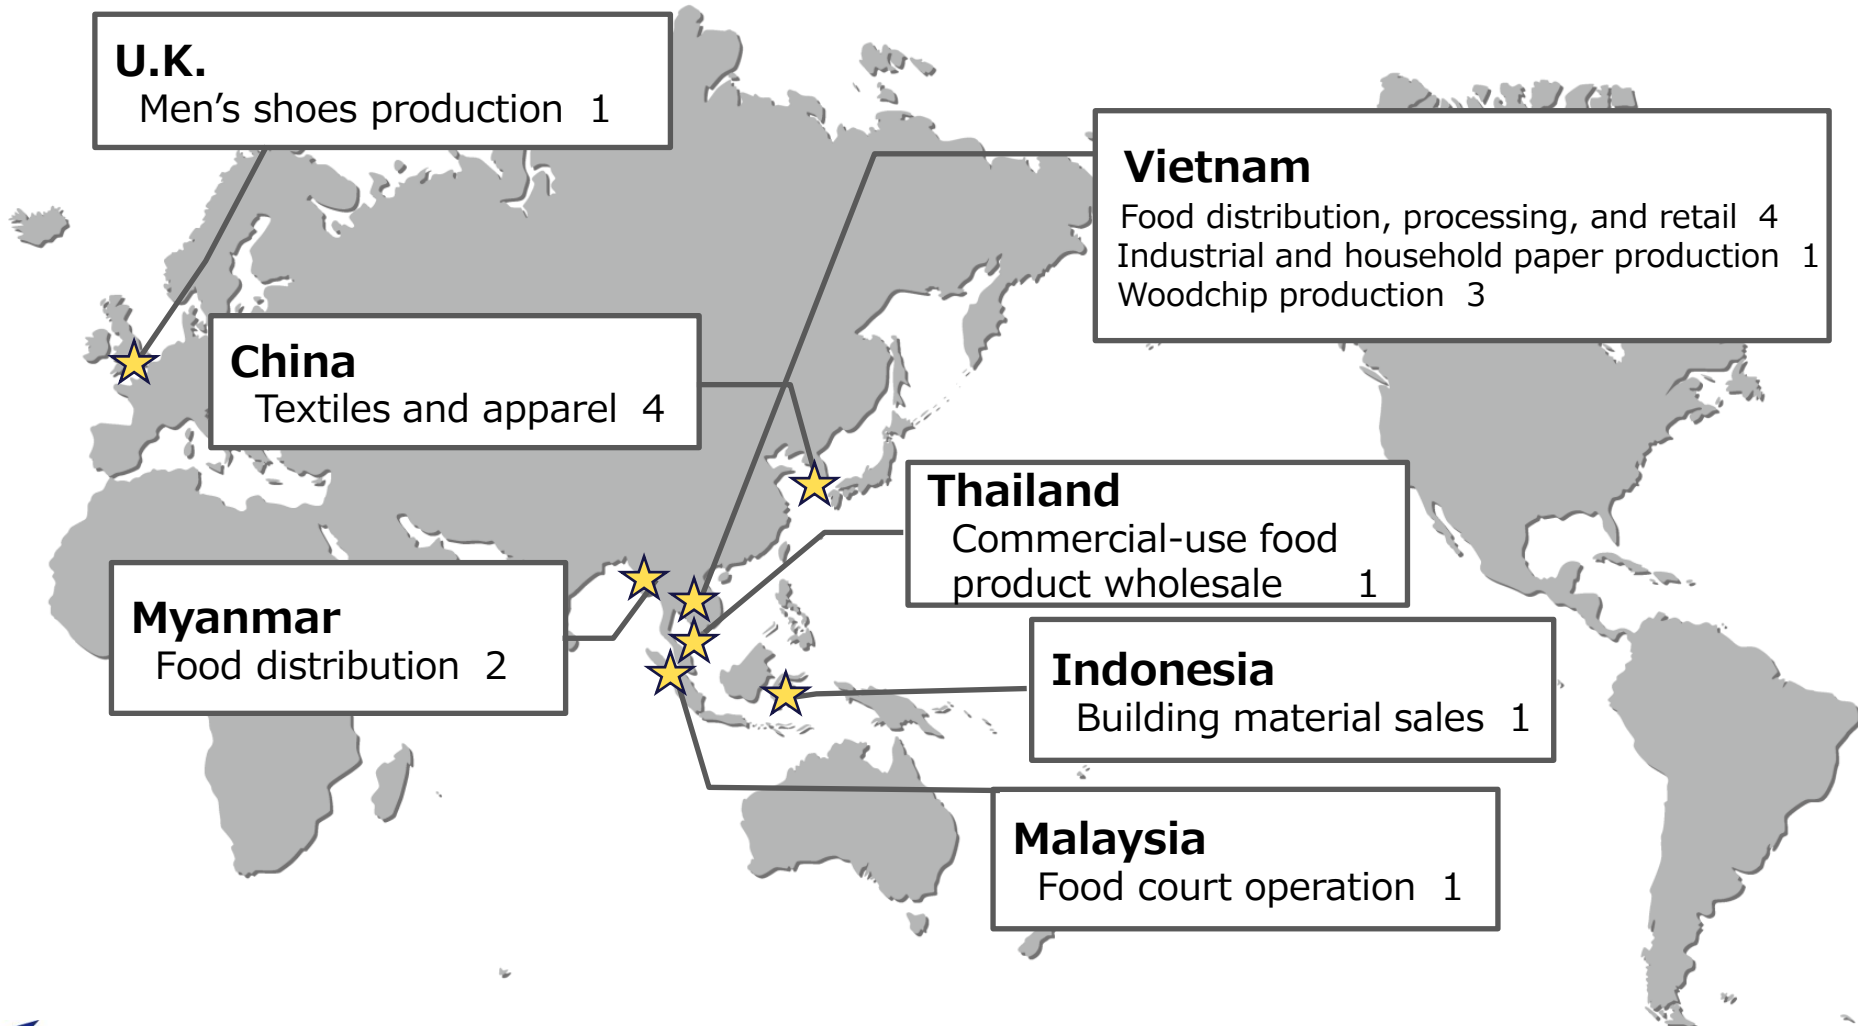 U.K.
Men’s shoes production 1
Vietnam
Food distribution, processing, and retail 4
Industrial and household paper production 1
Woodchip production 3
China
Textiles and apparel 4
Thailand
Commercial-use food
product wholesale 1
Myanmar
Food distribution 2
Indonesia
Building material sales 1
Malaysia
Food court operation 1